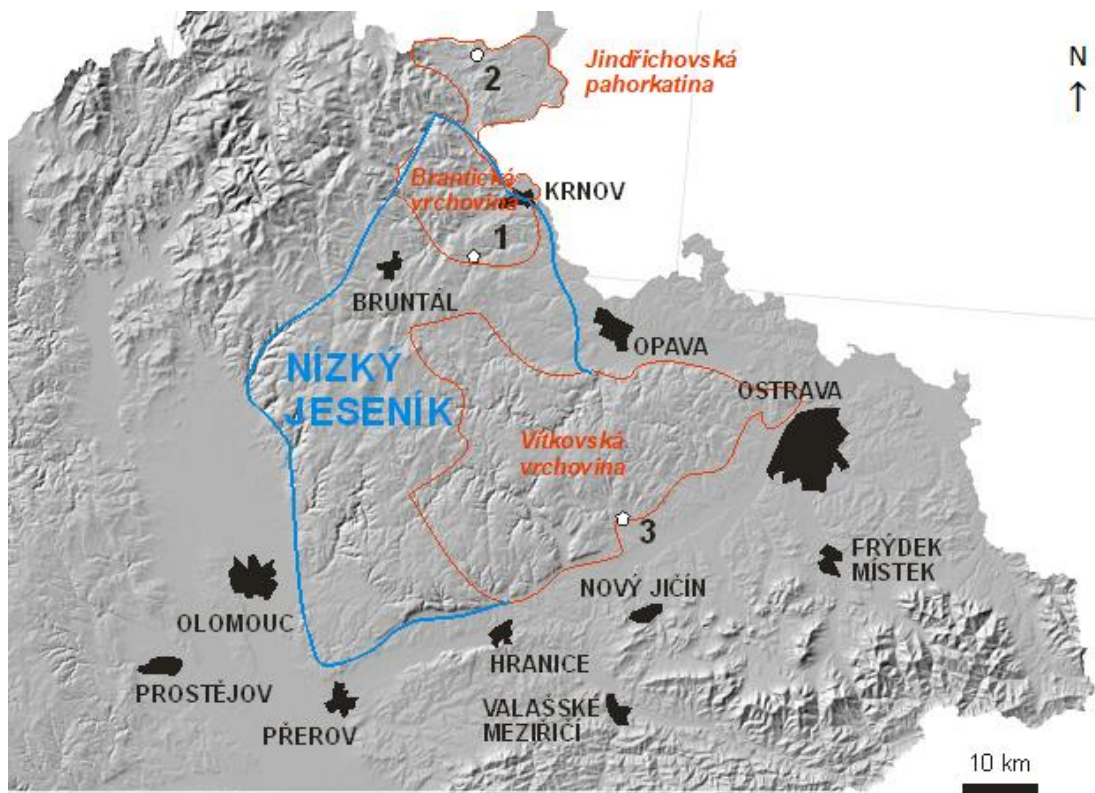 Jindřichovská
pahorkatina
N
2
Brantická
vrchovina
KRNOV
1
BRUNTÁL
OPAVA
NÍZKÝ
JESENÍK
OSTRAVA
Vítkovská
vrchovina
3
FRÝDEK
MÍSTEK
NOVÝ JIČÍN
OLOMOUC
HRANICE
PROSTĚJOV
VALAŠSKÉ
MEZIŘÍČÍ
PŘEROV
10 km